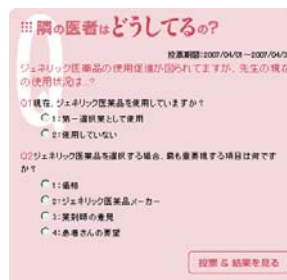 隣の医者はどうしてるの?
投票期間:2007/04/01～2007/04/3
ジェネリック医薬品の使用促進が図られてますが、先生の現在
の使用状況は…?
Q1現在、ジェネリック医薬品を使用していますか?
1:第一選択薬として使用
2:使用していない
Q2ジェネリック医薬品を選択する場合、最も重要視する項目は何です
か?
1:価格
2:ジェネリック医薬品メーカー
3:薬剤師の意見
4:患者さんの要望
投票 & 結果を見る